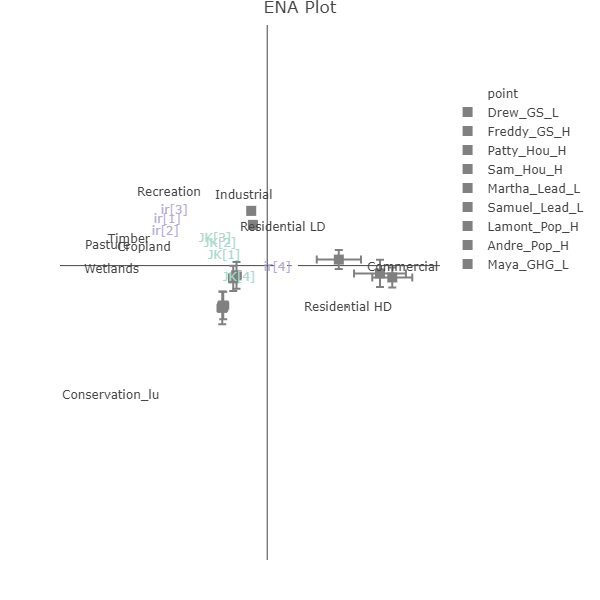 ENA Plot
point
Drew_GS_L
Freddy_GS_H
Patty_Hou_H
Sam_Hou_H
Martha_Lead_L
Samuel_Lead_L
Lamont_Pop_H
Andre_Pop_H
Maya_GHG_L
Recreation
Industrial
ir[3]
ir[1]
Residential LD
ir[2]
JK[3]
Timber
JK[2]
Pasture
Cropland
JK[1]
Wetlands
ir[4]
Commercial
JK[4]
Residential HD
Conservation_lu